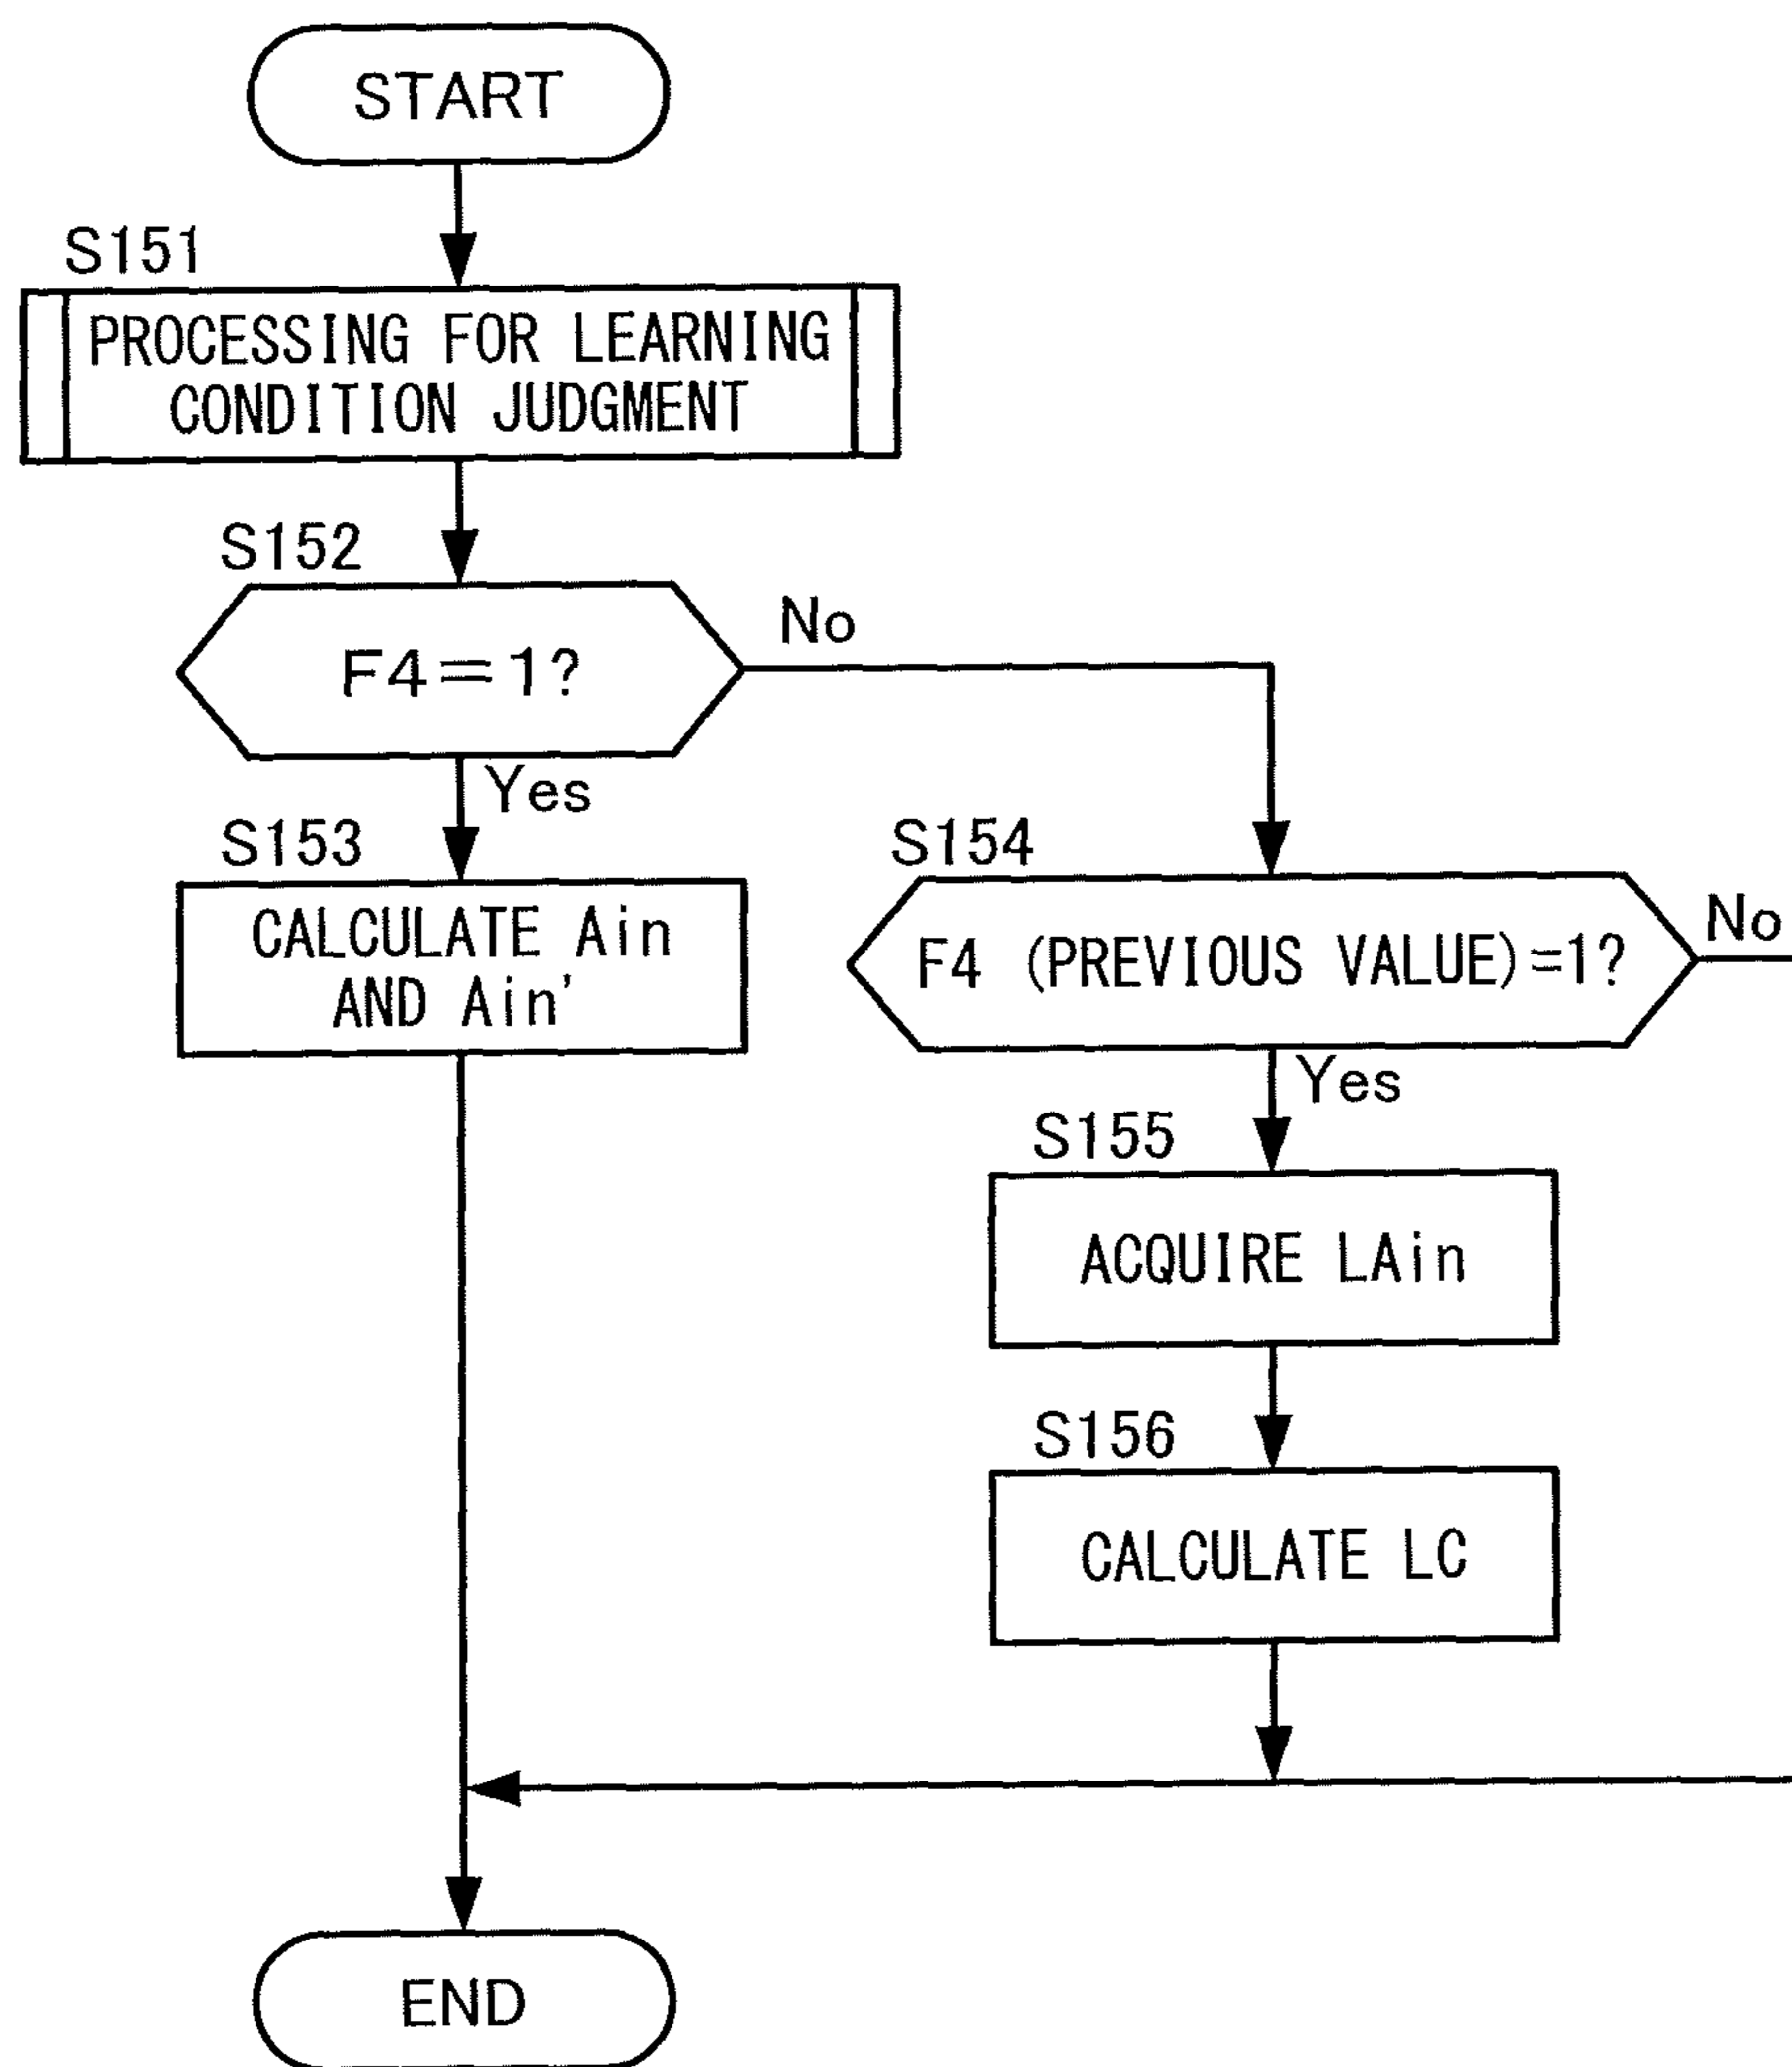 START
S151
PROCESSING FOR LEARNING
CONDITION JUDGMENT
S152
F4=1?
No
Yes
S153
CALCULATE Ain
AND Ain'
S154
F4 (PREVIOUS VALUE)=1?
No
Yes
S155
ACQUIRE LAin
S156
CALCULATE LC
END